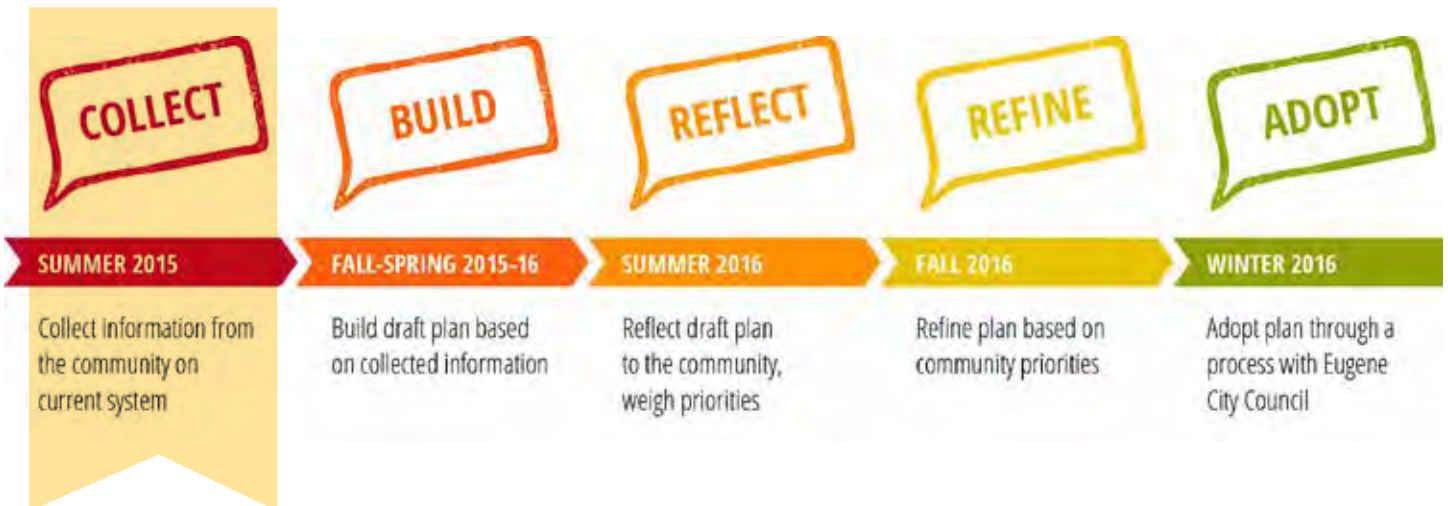 COLLECT
BUILD
REFLECT
REFINE
ADOPT
SUMMER 2015
FALL-SPRING 2015-16
SUMMER 2016
FALL 2016
WINTER 2016
Collect information from
the community on
current system
Build draft plan based
on collected information
Reflect draft plan
to the community,
weigh priorities
Refine plan based on
community priorities
Adopt plan through a
process with Eugene
City Council